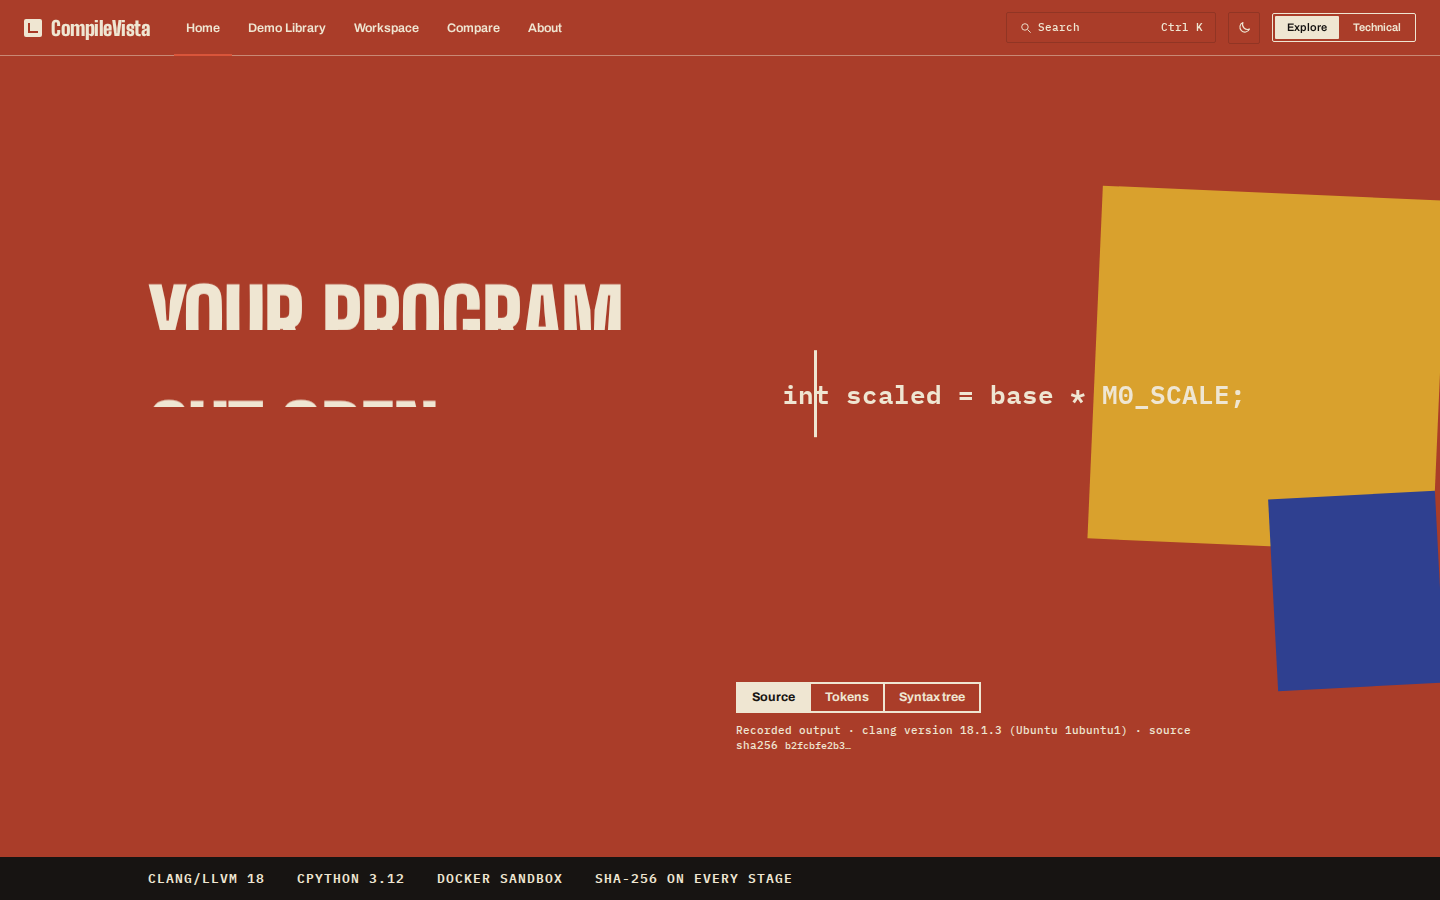 CompileVista
Home Demo Library Workspace Compare About
Search Ctrl K
Explore Technical
YOUR PROGRAM
int scaled = base * M0_SCALE;
Source Tokens Syntax tree
Recorded output · clang version 18.1.3 (Ubuntu 1ubuntu1) · source
sha256 b2fcbfe2b3…
CLANG/LLVM 18 CPYTHON 3.12 DOCKER SANDBOX SHA-256 ON EVERY STAGE